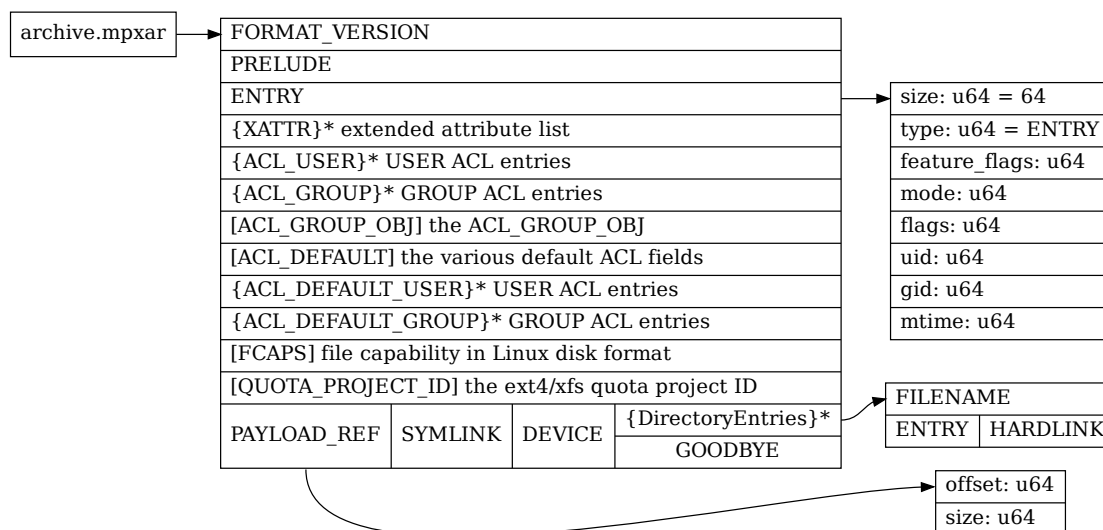 archive.mpxar
FORMAT_VERSION
PRELUDE
ENTRY
{XATTR}* extended attribute list
{ACL_USER}* USER ACL entries
{ACL_GROUP}* GROUP ACL entries
[ACL_GROUP_OBJ] the ACL_GROUP_OBJ
[ACL_DEFAULT] the various default ACL fields
{ACL_DEFAULT_USER}* USER ACL entries
{ACL_DEFAULT_GROUP}* GROUP ACL entries
[FCAPS] file capability in Linux disk format
[QUOTA_PROJECT_ID] the ext4/xfs quota project ID
PAYLOAD_REF
SYMLINK
DEVICE
{DirectoryEntries}*
GOODBYE
size: u64 = 64
type: u64 = ENTRY
feature_flags: u64
mode: u64
flags: u64
uid: u64
gid: u64
mtime: u64
FILENAME
ENTRY
HARDLINK
offset: u64
size: u64